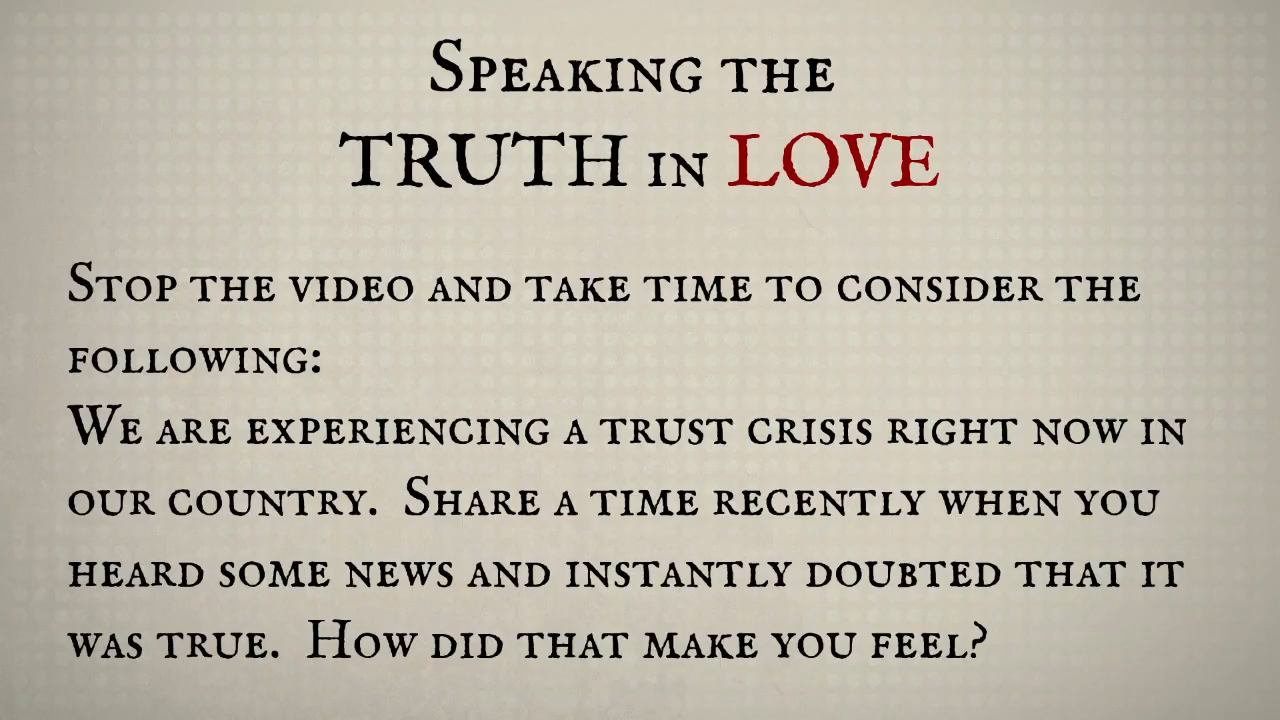 Speaking the
TRUTH in LOVE
Stop the video and take time to consider the
following:
We are experiencing a trust crisis right now in
our country.  Share a time recently when you
heard some news and instantly doubted that it
was true.  How did that make you feel?